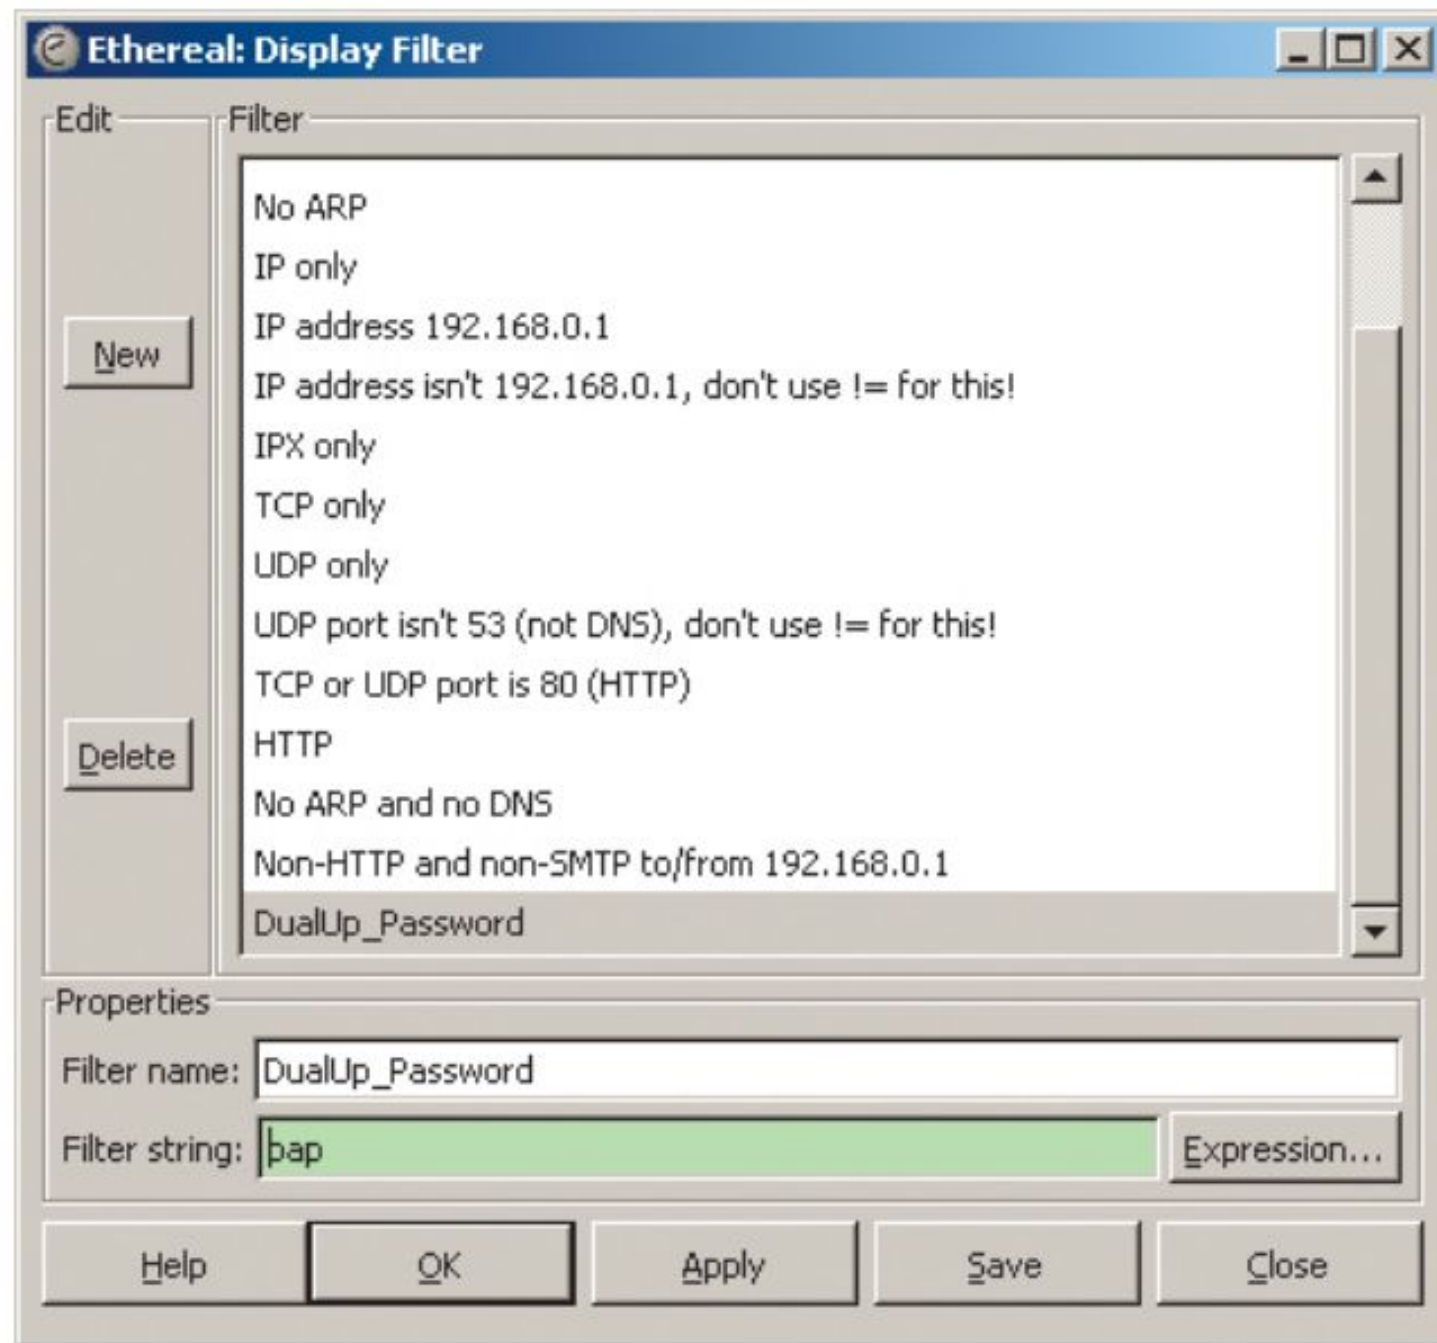 Ethereal: Display Filter
Edit
Filter
No ARP
IP only
IP address 192.168.0.1
IP address isn't 192.168.0.1, don't use != for this!
IPX only
TCP only
UDP only
UDP port isn't 53 (not DNS), don't use != for this!
TCP or UDP port is 80 (HTTP)
HTTP
No ARP and no DNS
Non-HTTP and non-SMTP to/from 192.168.0.1
DualUp_Password
New
Delete
Properties
Filter name: DualUp_Password
Filter string: pap Expression...
Help OK Apply Save Close